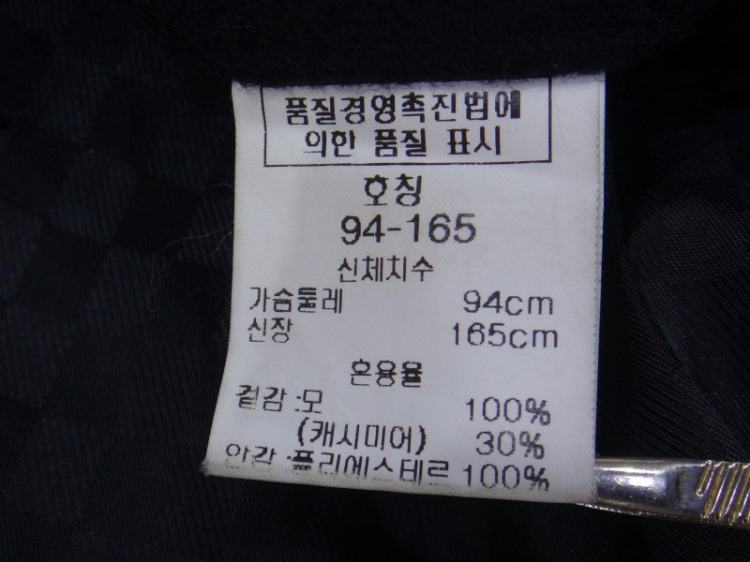 품질경영촉진법에
의한 품질 표시
호칭
94-165
신체치수
가슴둘레 94cm
신장 165cm
혼용율
겉감:모 100%
(캐시미어) 30%
안감:폴리에스테르 100%